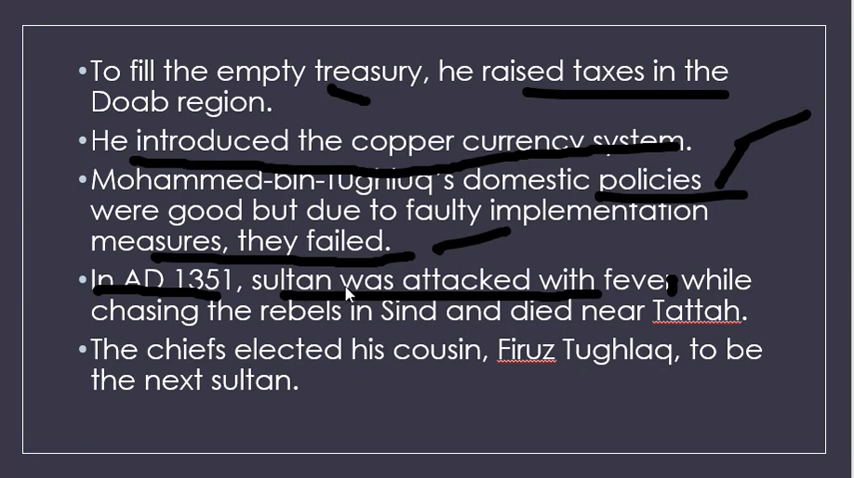 •To fill the empty treasury, he raised taxes in the
Doab region.
•He introduced the copper currency system.
•Mohammed-bin-Tughluq's domestic policies
were good but due to faulty implementation
measures, they failed.
•In AD 1351, sultan was attacked with fever while
chasing the rebels in Sind and died near Tattah.
•The chiefs elected his cousin, Firuz Tughlaq, to be
the next sultan.